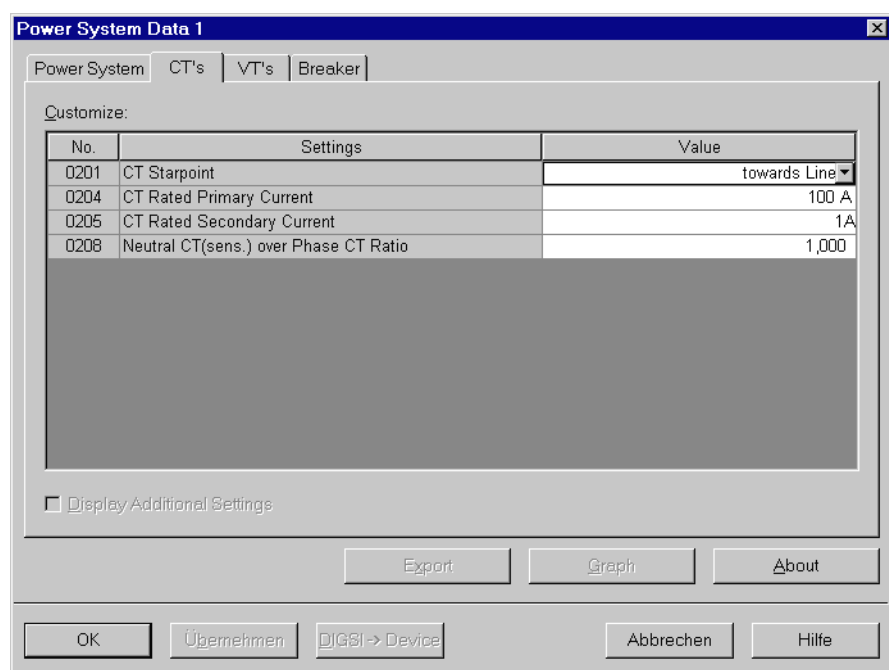 Power System Data 1
Power System CT's VT's Breaker
Customize:
No. Settings Value
0201 CT Starpoint towards Line
0204 CT Rated Primary Current 100 A
0205 CT Rated Secondary Current 1A
0208 Neutral CT(sens.) over Phase CT Ratio 1,000
Display Additional Settings
Export Graph About
OK Übernehmen DIGSI -> Device Abbrechen Hilfe